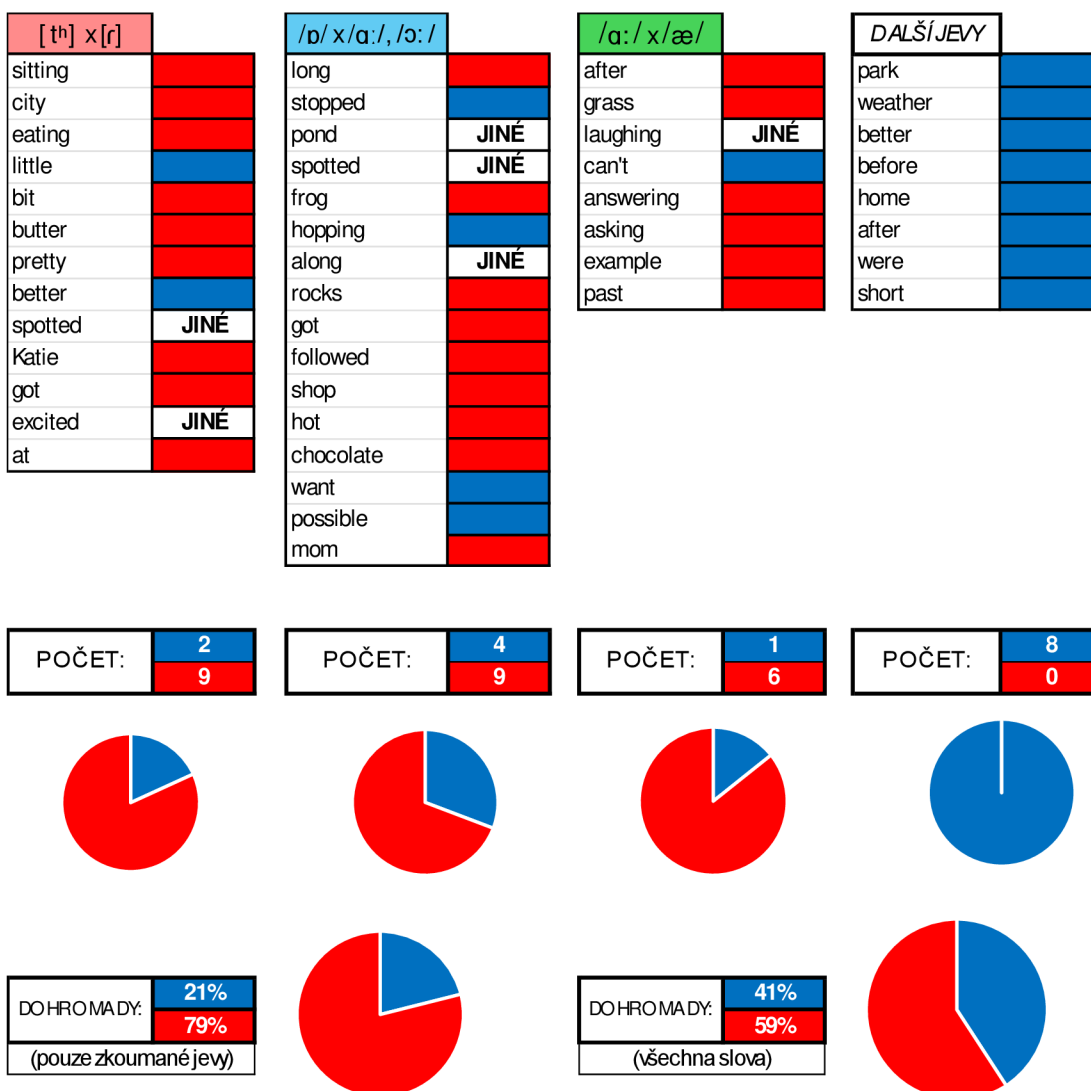 [tʰ] x [ɾ]
sitting
city
eating
little
bit
butter
pretty
better
spotted JINÉ
Katie
got
excited JINÉ
at
/ɒ/ x /ɑː/, /ɔː/
long
stopped
pond JINÉ
spotted JINÉ
frog
hopping
along JINÉ
rocks
got
followed
shop
hot
chocolate
want
possible
mom
/ɑː/ x /æ/
after
grass
laughing JINÉ
can't
answering
asking
example
past
DALŠÍ JEVY
park
weather
better
before
home
after
were
short
POČET: 2
9
POČET: 4
9
POČET: 1
6
POČET: 8
0
DOHROMADY: 21%
79%
(pouze zkoumané jevy)
DOHROMADY: 41%
59%
(všechna slova)